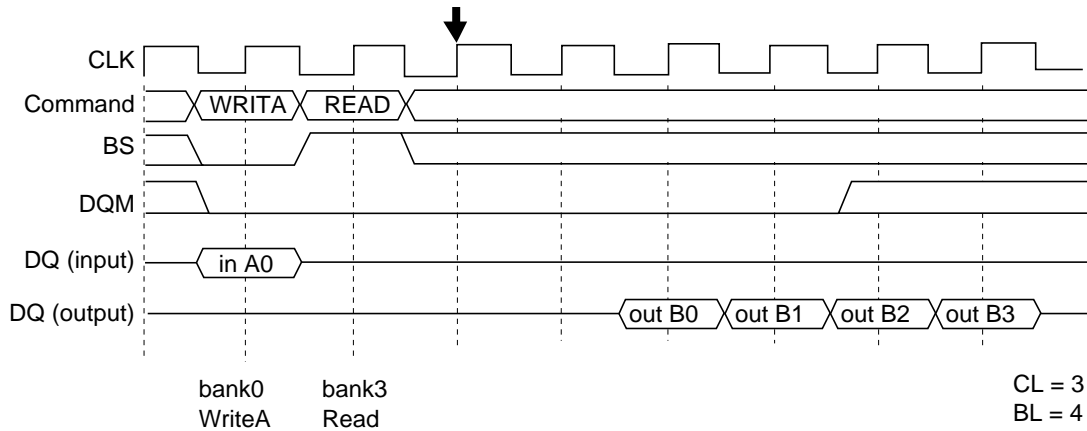 CLK
Command WRITA READ
BS
DQM
DQ (input) in A0
DQ (output) out B0 out B1 out B2 out B3
bank0 bank3 CL = 3
WriteA Read BL = 4